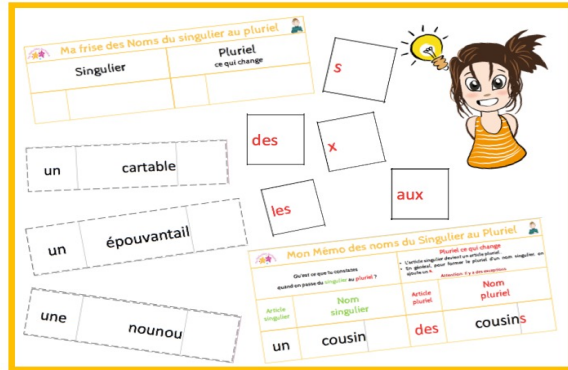 Ma frise des Noms du singulier au pluriel
Singulier
Pluriel
ce qui change
s
des
x
les
aux
un cartable
un épouvantail
une nounou
Mon Mémo des noms du Singulier au Pluriel
Qu'est ce que tu constates
quand on passe du singulier au pluriel ?
Pluriel ce qui change
L'article singulier devient un article pluriel.
En général, pour former le pluriel d'un nom singulier, on
ajoute un s.
Attention: il y a des exceptions.
Article
singulier
Nom
singulier
Article
pluriel
Nom
pluriel
un cousin des cousins